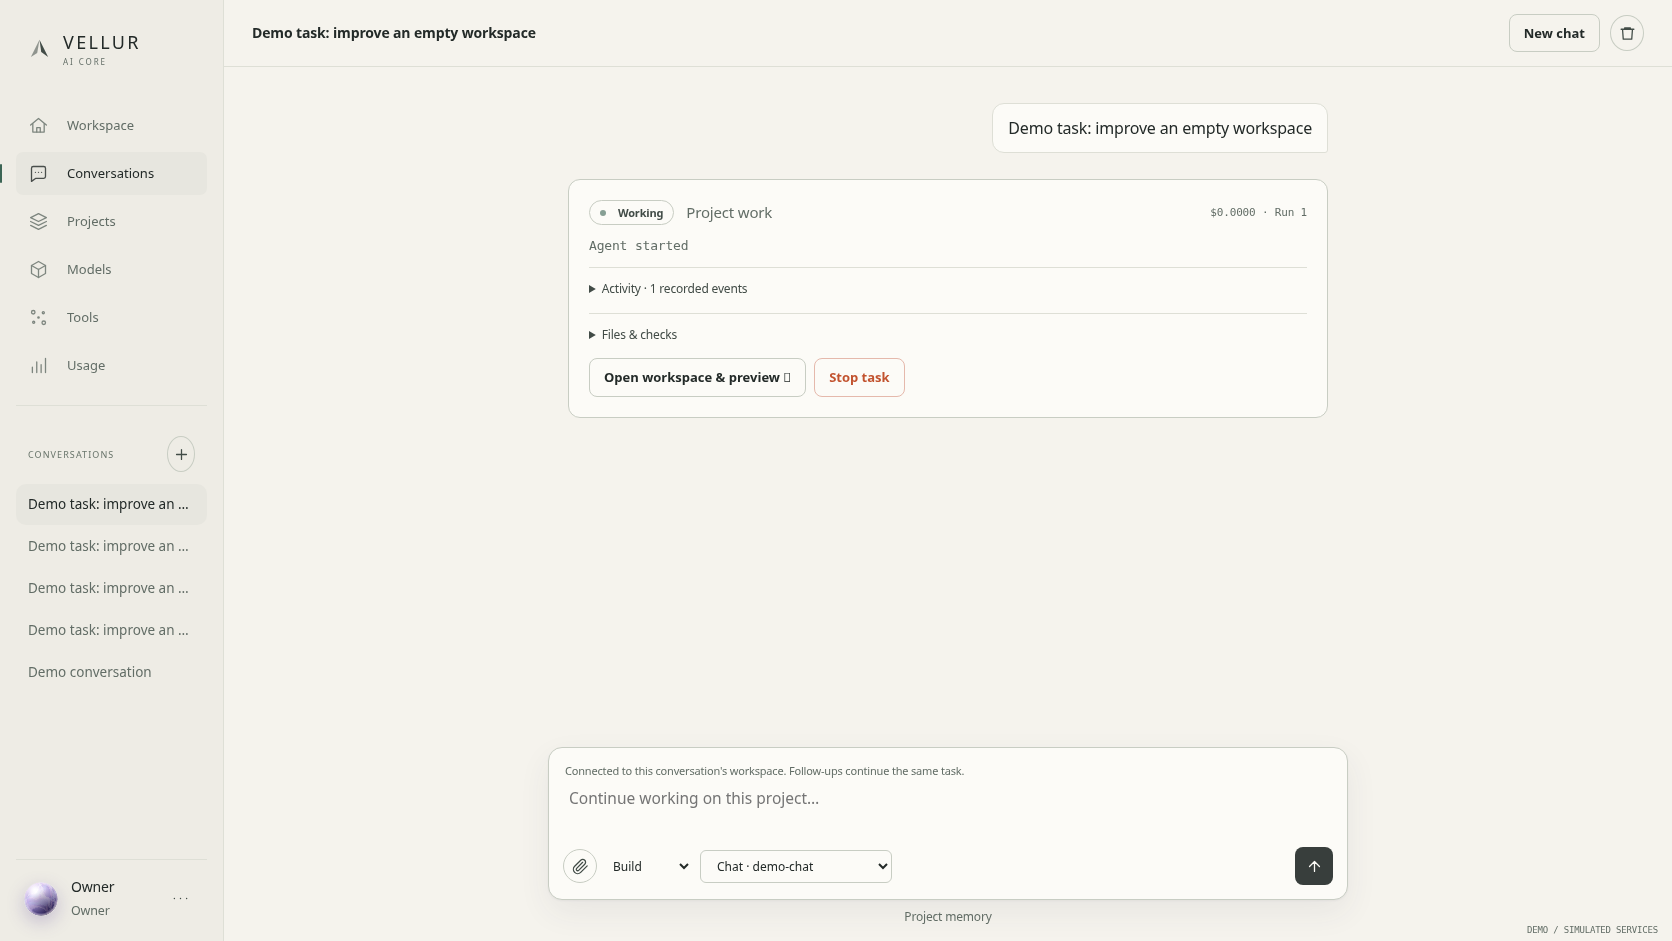 VELLUR
AI CORE
Workspace
Conversations
Projects
Models
Tools
Usage
CONVERSATIONS
Demo task: improve an ...
Demo task: improve an ...
Demo task: improve an ...
Demo task: improve an ...
Demo conversation
Owner
Owner
...
Demo task: improve an empty workspace
New chat
Demo task: improve an empty workspace
Working
Project work
$0.0000 · Run 1
Agent started
Activity · 1 recorded events
Files & checks
Open workspace & preview
Stop task
Connected to this conversation's workspace. Follow-ups continue the same task.
Continue working on this project...
Build
Chat · demo-chat
Project memory
DEMO / SIMULATED SERVICES